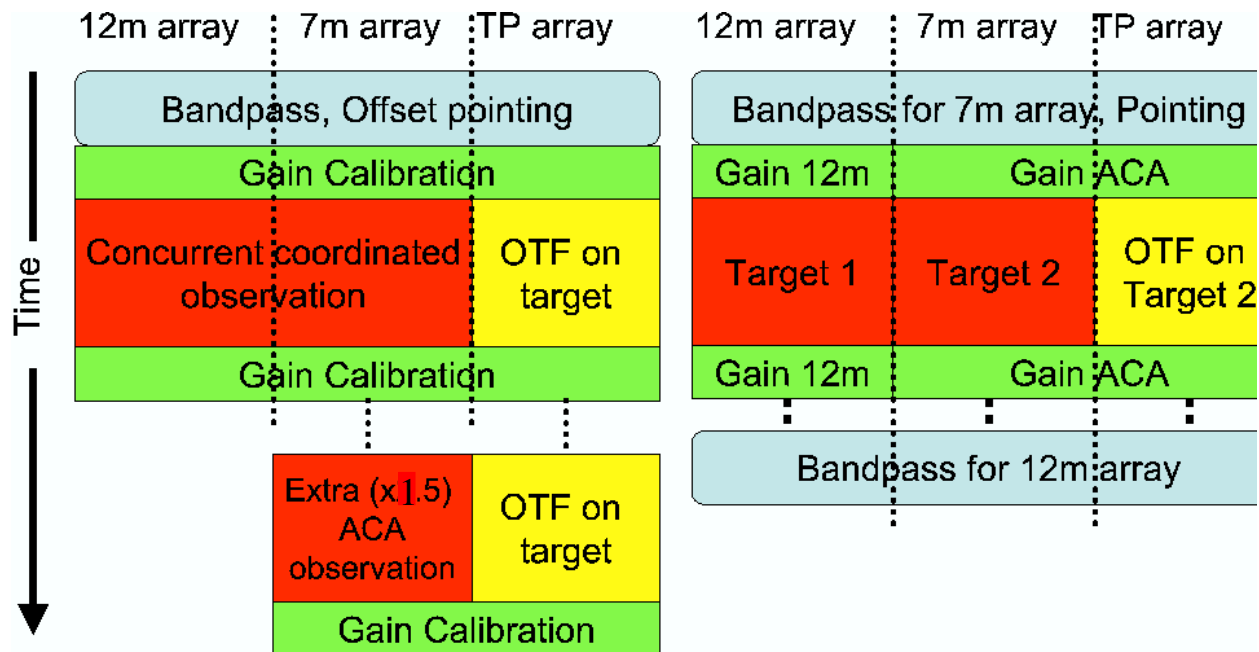 12m array 7m array TP array
Bandpass, Offset pointing
Gain Calibration
Concurrent coordinated
observation
OTF on
target
Gain Calibration
Extra (x1.5)
ACA
observation
OTF on
target
Gain Calibration
Time
12m array 7m array TP array
Bandpass for 7m array, Pointing
Gain 12m Gain ACA
Target 1
Target 2
OTF on
Target 2
Gain 12m Gain ACA
Bandpass for 12m array